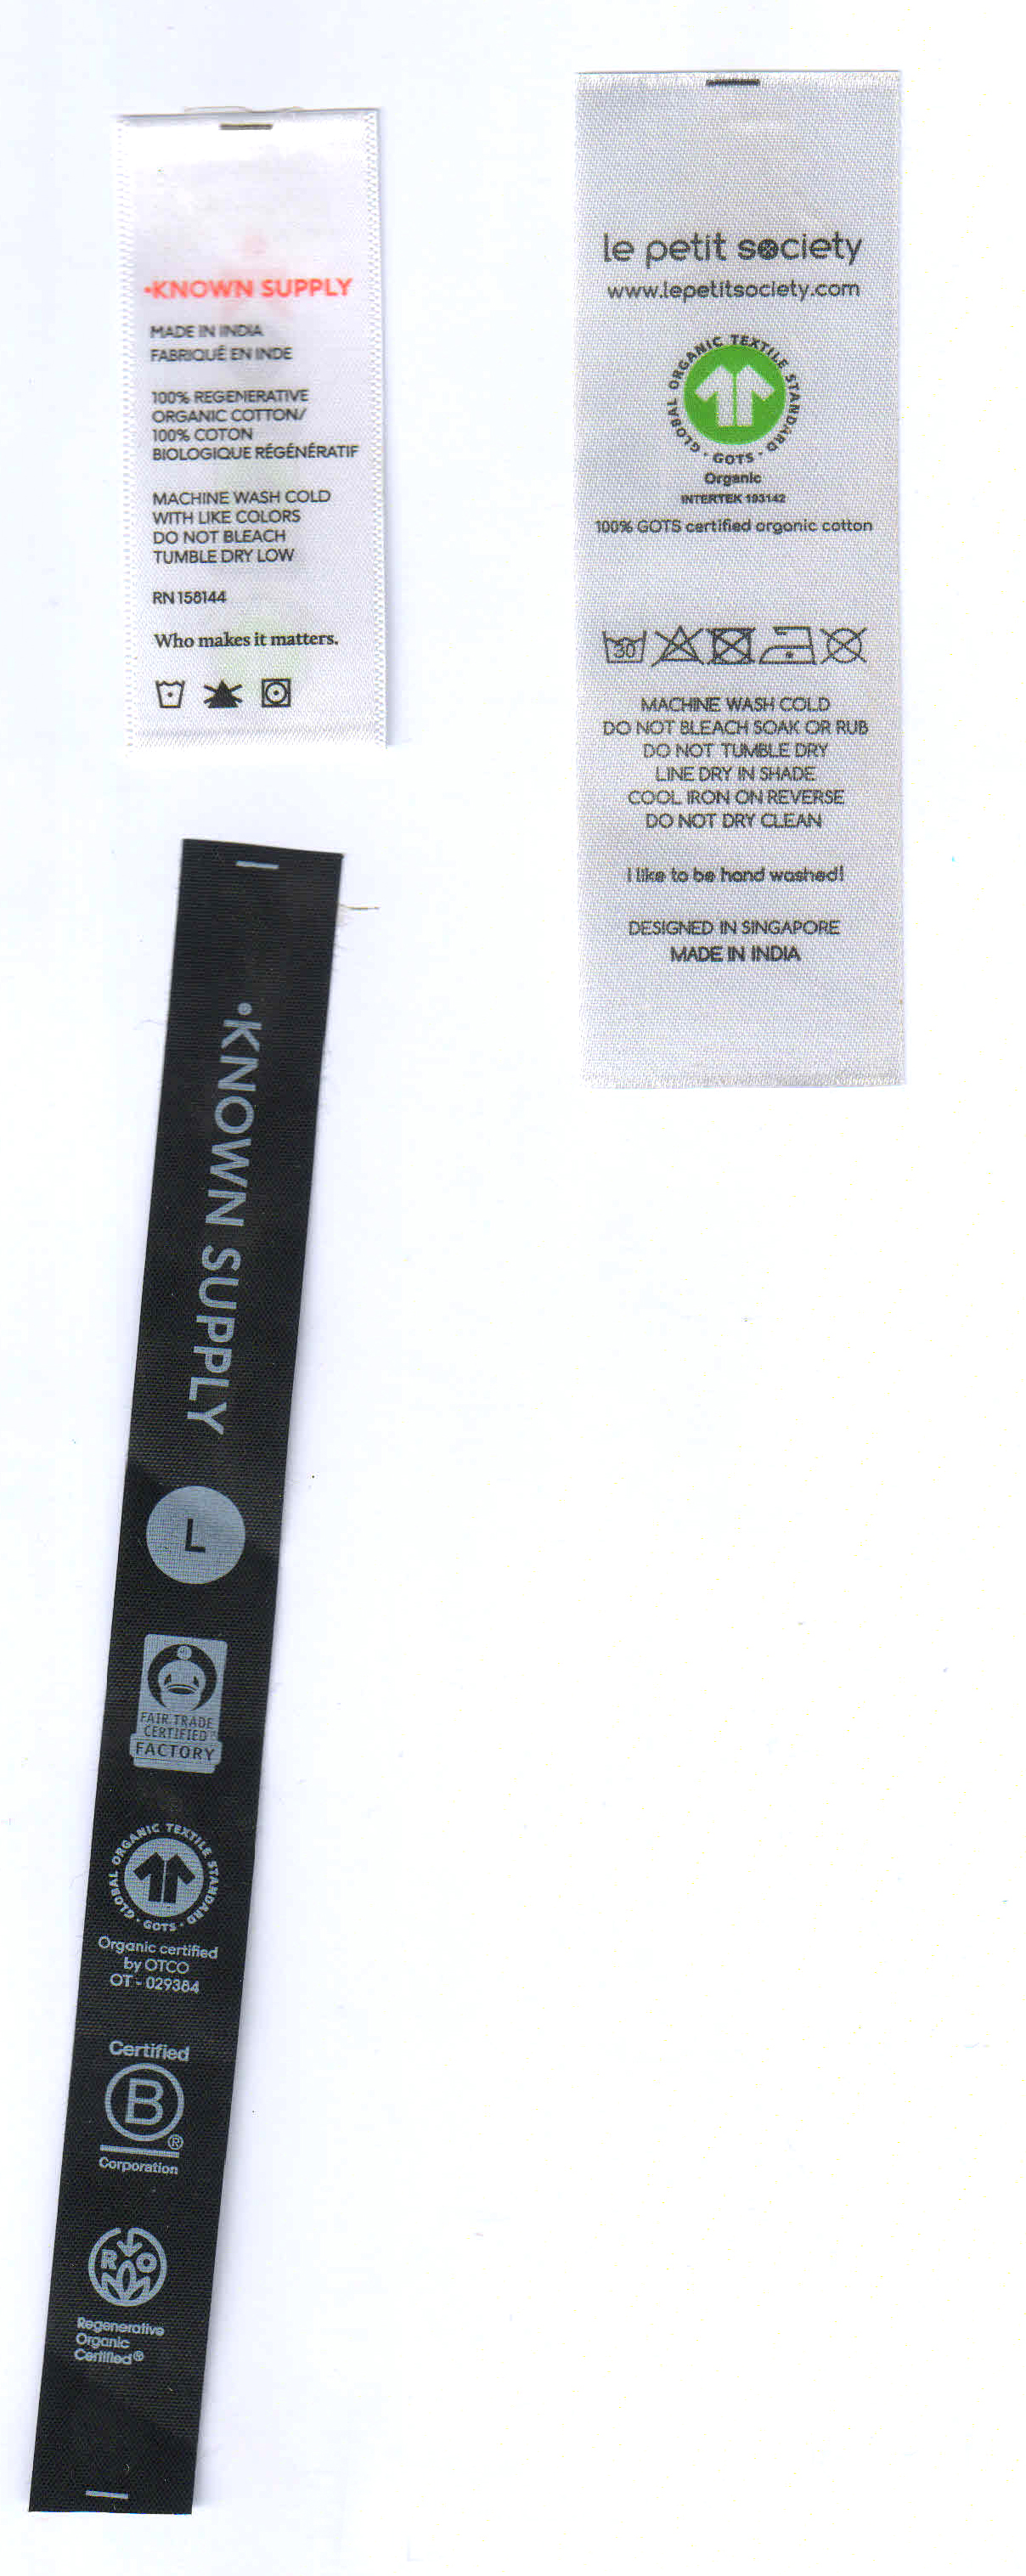 •KNOWN SUPPLY
MADE IN INDIA
FABRIQUÉ EN INDE
100% REGENERATIVE
ORGANIC COTTON/
100% COTON
BIOLOGIQUE RÉGÉNÉRATIF
MACHINE WASH COLD
WITH LIKE COLORS
DO NOT BLEACH
TUMBLE DRY LOW
RN 158144
Who makes it matters.
le petit society
www.lepetitsociety.com
GLOBAL ORGANIC TEXTILE STANDARD · GOTS ·
Organic
INTERTEK 193142
100% GOTS certified organic cotton
30
MACHINE WASH COLD
DO NOT BLEACH SOAK OR RUB
DO NOT TUMBLE DRY
LINE DRY IN SHADE
COOL IRON ON REVERSE
DO NOT DRY CLEAN
I like to be hand washed!
DESIGNED IN SINGAPORE
MADE IN INDIA
•KNOWN SUPPLY
L
FAIR TRADE
CERTIFIED
FACTORY
GLOBAL ORGANIC TEXTILE STANDARD · GOTS ·
Organic certified
by OTCO
OT - 029384
Certified
B
®
Corporation
R O
Regenerative
Organic
Certified®